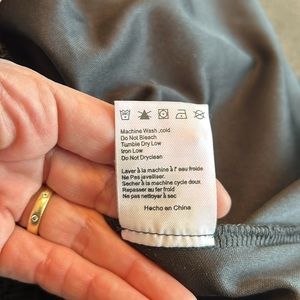 Machine Wash ,cold
Do Not Bleach
Tumble Dry Low
Iron Low
Do Not Dryclean
Laver à la machine à l' eau froide
Ne Pas javeliser.
Sécher à la machine cycle doux
Repasser au fer froid
Ne pas nettoyer à sec
Hecho en China